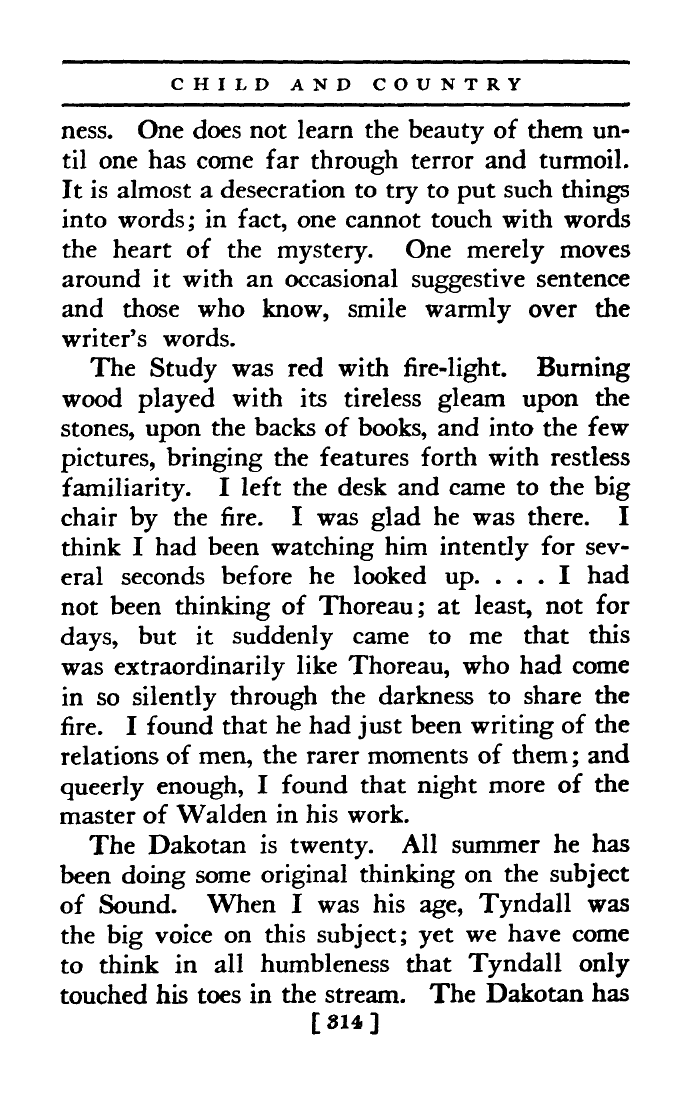 CHILD AND COUNTRY
ness. One does not learn the beauty of them un-
til one has come far through terror and turmoil.
It is almost a desecration to try to put such things
into words; in fact, one cannot touch with words
the heart of the mystery. One merely moves
around it with an occasional suggestive sentence
and those who know, smile warmly over the
writer's words.
The Study was red with fire-light. Burning
wood played with its tireless gleam upon the
stones, upon the backs of books, and into the few
pictures, bringing the features forth with restless
familiarity. I left the desk and came to the big
chair by the fire. I was glad he was there. I
think I had been watching him intently for sev-
eral seconds before he looked up. . . . I had
not been thinking of Thoreau; at least, not for
days, but it suddenly came to me that this
was extraordinarily like Thoreau, who had come
in so silently through the darkness to share the
fire. I found that he had just been writing of the
relations of men, the rarer moments of them; and
queerly enough, I found that night more of the
master of Walden in his work.
The Dakotan is twenty. All summer he has
been doing some original thinking on the subject
of Sound. When I was his age, Tyndall was
the big voice on this subject; yet we have come
to think in all humbleness that Tyndall only
touched his toes in the stream. The Dakotan has
[314]